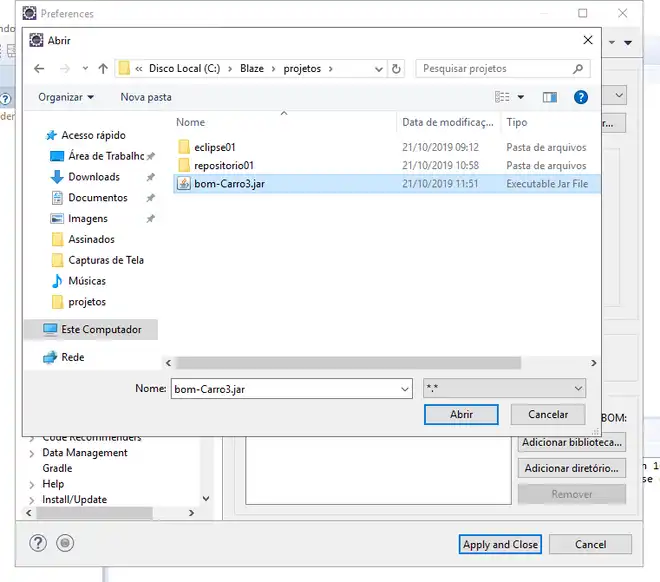 Preferences
Abrir
« Disco Local (C:) > Blaze > projetos >
Pesquisar projetos
Organizar
Nova pasta
Nome
Data de modificaç...
Tipo
Acesso rápido
Área de Trabalho
Downloads
Documentos
Imagens
Assinados
Capturas de Tela
Músicas
projetos
Este Computador
Rede
eclipse01 21/10/2019 09:12 Pasta de arquivos
repositorio01 21/10/2019 10:58 Pasta de arquivos
bom-Carro3.jar 21/10/2019 11:51 Executable Jar File
Nome: bom-Carro3.jar
*.*
Abrir
Cancelar
BOM:
Code Recommenders
Data Management
Gradle
Help
Install/Update
Adicionar biblioteca...
Adicionar diretório...
Remover
Apply and Close
Cancel